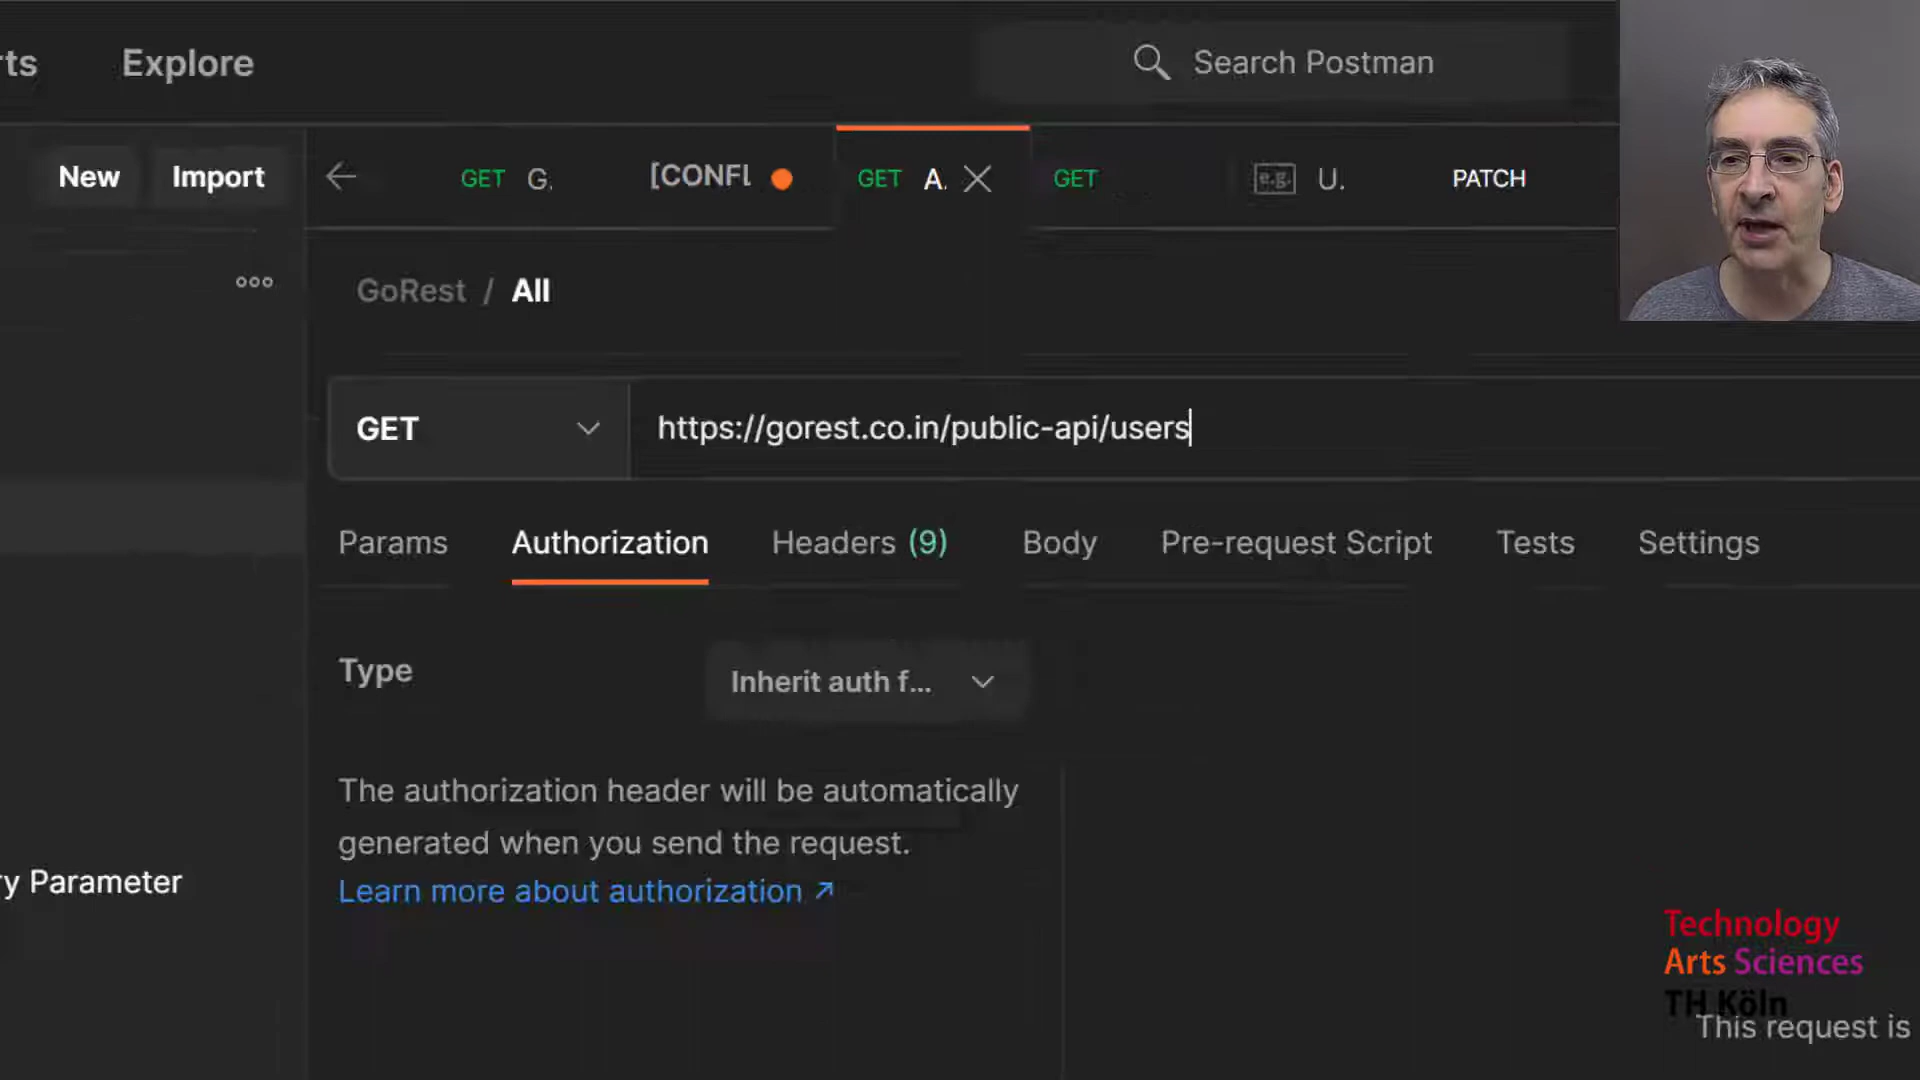 rts Explore Search Postman
New Import GET G. [CONFL GET A. GET e.g. U. PATCH
GoRest / All
GET https://gorest.co.in/public-api/users
Params Authorization Headers (9) Body Pre-request Script Tests Settings
Type Inherit auth f...
The authorization header will be automatically
generated when you send the request.
Learn more about authorization ↗
ry Parameter
Technology
Arts Sciences
TH Köln
This request is